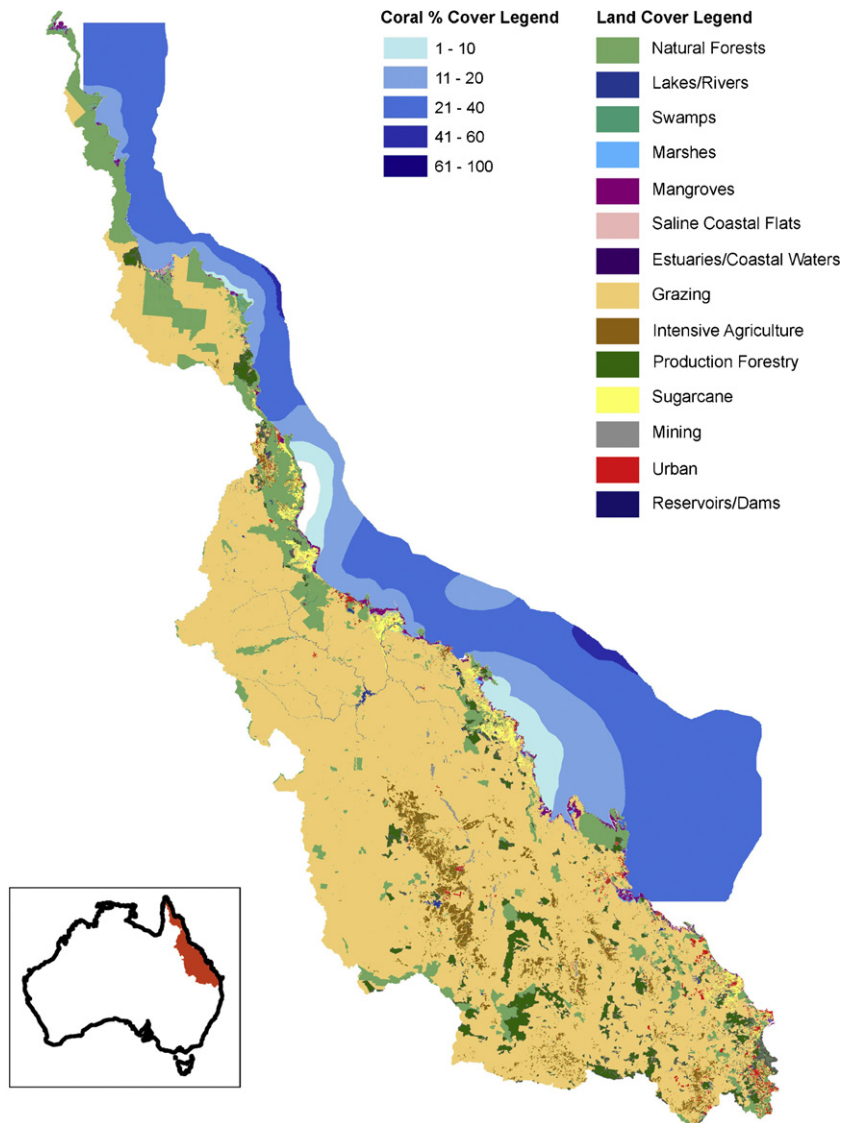 Coral % Cover Legend
1 - 10
11 - 20
21 - 40
41 - 60
61 - 100
Land Cover Legend
Natural Forests
Lakes/Rivers
Swamps
Marshes
Mangroves
Saline Coastal Flats
Estuaries/Coastal Waters
Grazing
Intensive Agriculture
Production Forestry
Sugarcane
Mining
Urban
Reservoirs/Dams